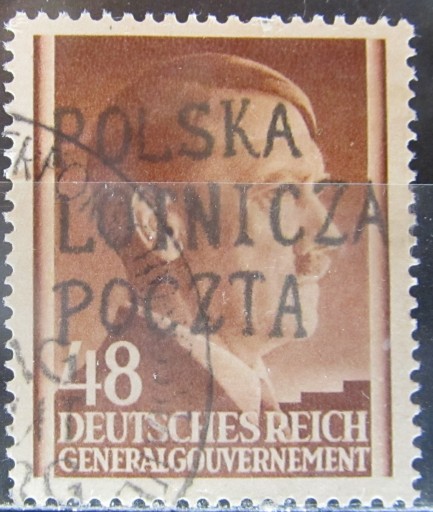 POLSKA
LOTNICZA
POCZTA
48
DEUTSCHES REICH
GENERALGOUVERNEMENT